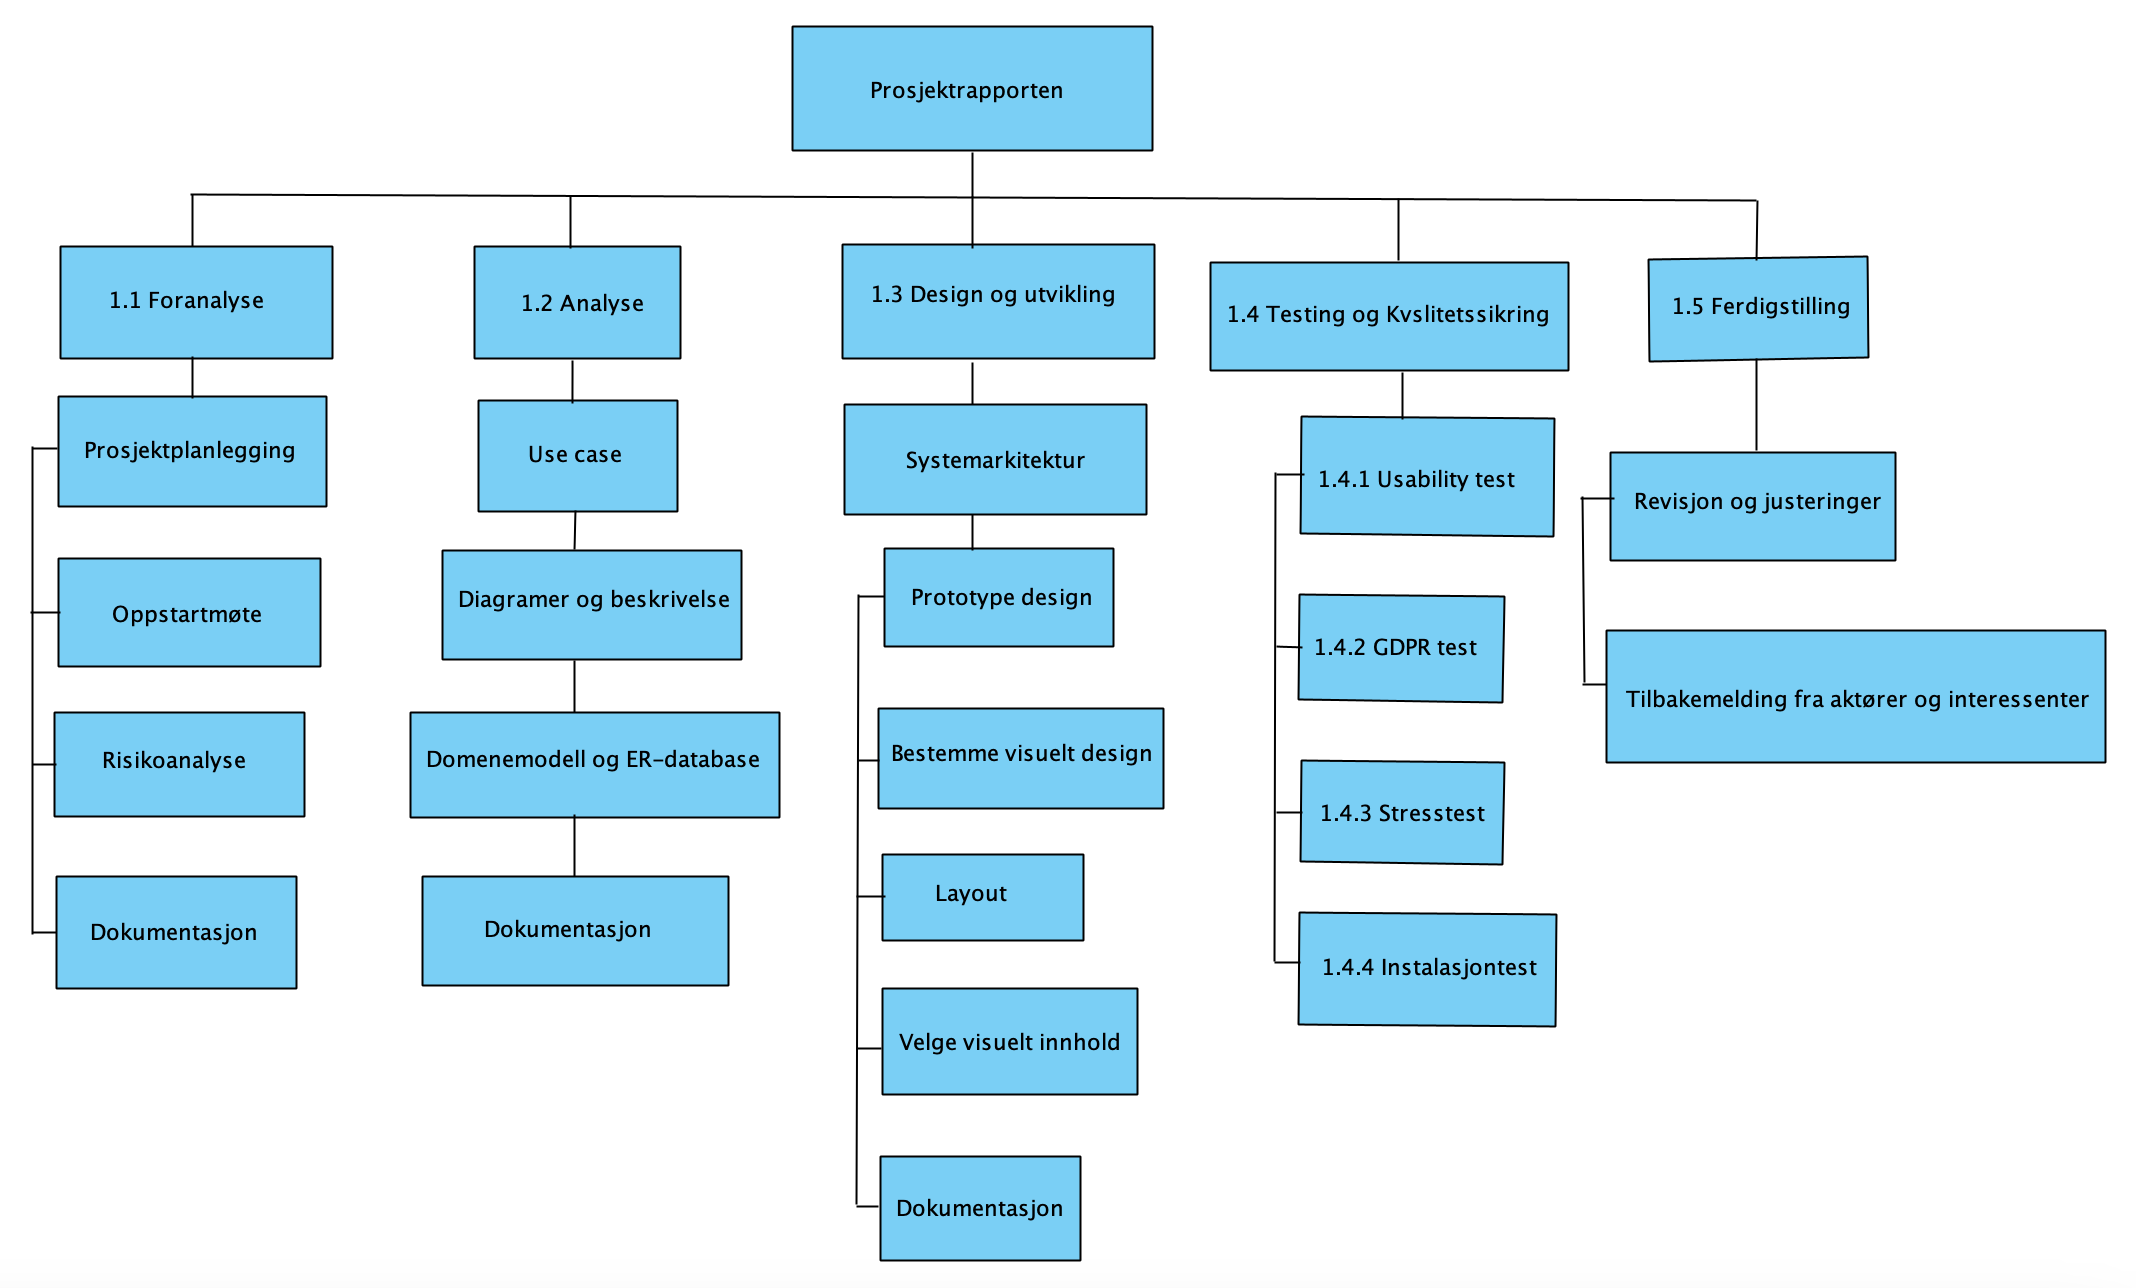 Prosjektrapporten
1.1 Foranalyse
Prosjektplanlegging
Oppstartmøte
Risikoanalyse
Dokumentasjon
1.2 Analyse
Use case
Diagramer og beskrivelse
Domenemodell og ER-database
Dokumentasjon
1.3 Design og utvikling
Systemarkitektur
Prototype design
Bestemme visuelt design
Layout
Velge visuelt innhold
Dokumentasjon
1.4 Testing og Kvslitetssikring
1.4.1 Usability test
1.4.2 GDPR test
1.4.3 Stresstest
1.4.4 Instalasjontest
1.5 Ferdigstilling
Revisjon og justeringer
Tilbakemelding fra aktører og interessenter